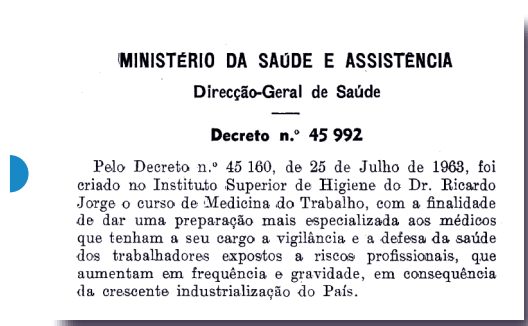 MINISTÉRIO DA SAÚDE E ASSISTÊNCIA
Direcção-Geral de Saúde
Decreto n.º 45 992
Pelo Decreto n.º 45 160, de 25 de Julho de 1963, foi
criado no Instituto Superior de Higiene do Dr. Ricardo
Jorge o curso de Medicina do Trabalho, com a finalidade
de dar uma preparação mais especializada aos médicos
que tenham a seu cargo a vigilância e a defesa da saúde
dos trabalhadores expostos a riscos profissionais, que
aumentam em frequência e gravidade, em consequência
da crescente industrialização do País.